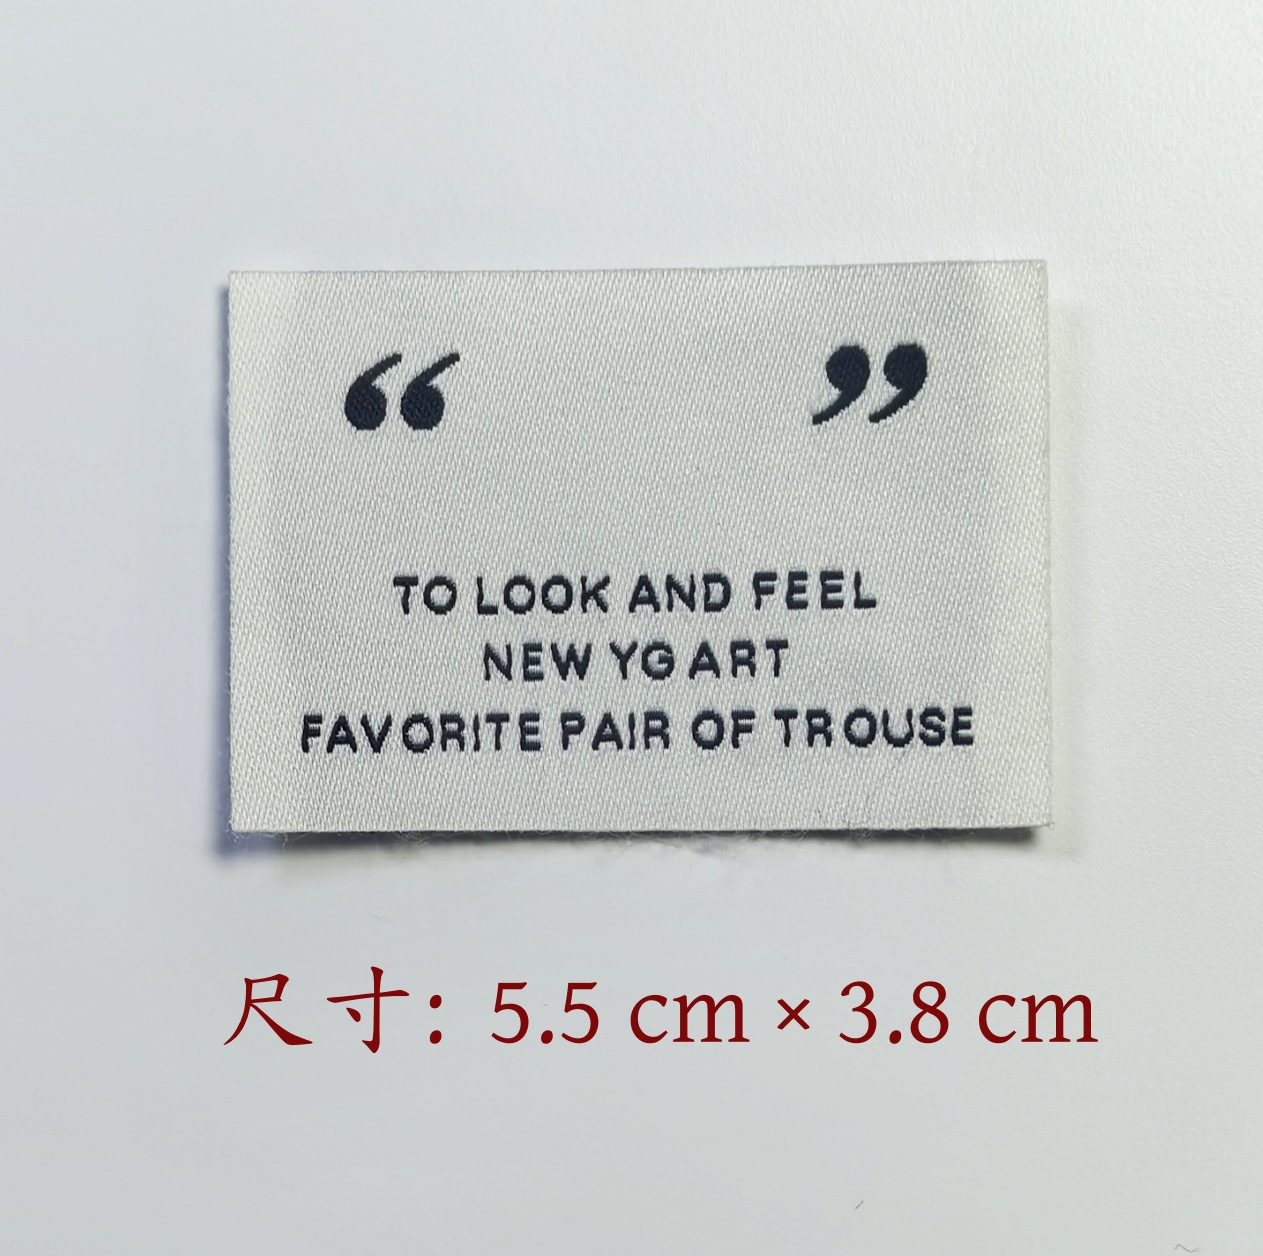 “ ”
TO LOOK AND FEEL
NEW YG ART
FAVORITE PAIR OF TROUSE
尺寸：5.5 cm × 3.8 cm